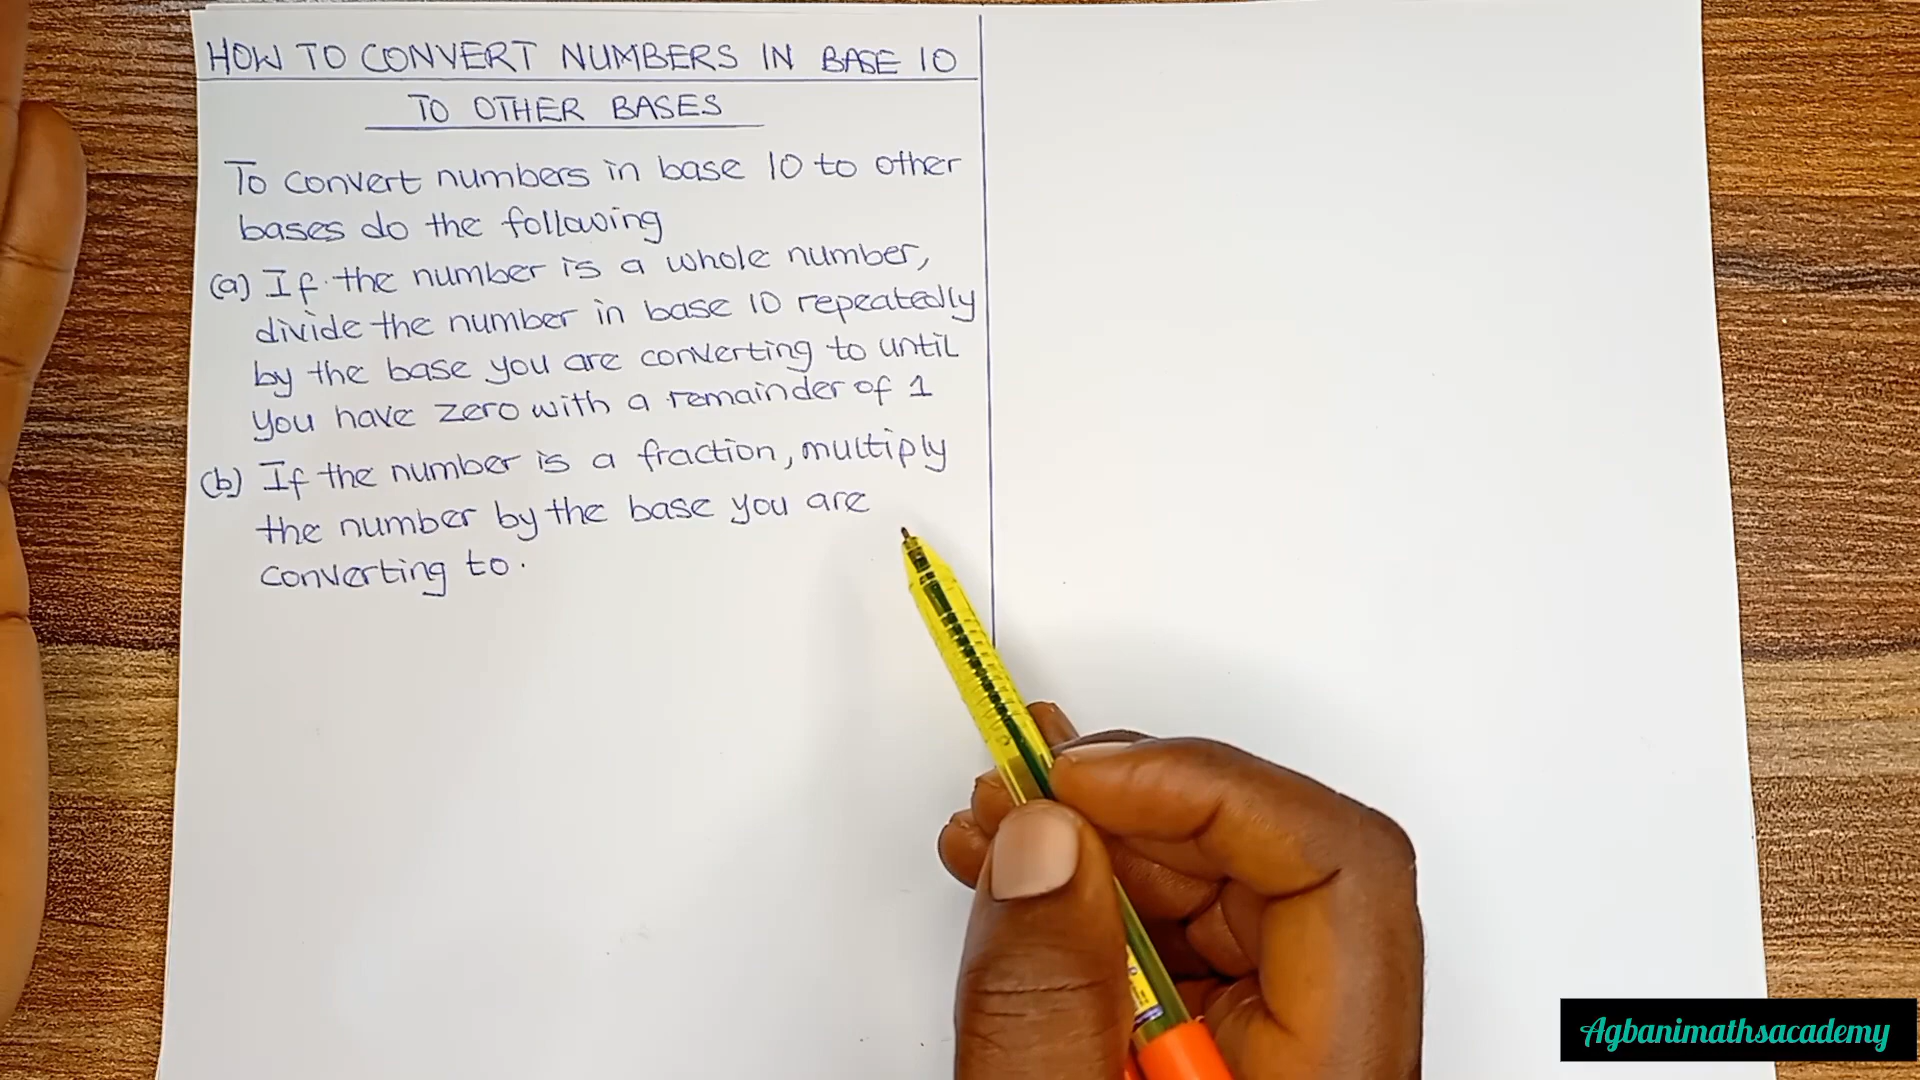 HOW TO CONVERT NUMBERS IN BASE 10
TO OTHER BASES
To convert numbers in base 10 to other
bases do the following
(a) If the number is a whole number,
divide the number in base 10 repeatedly
by the base you are converting to until
you have zero with a remainder of 1
(b) If the number is a fraction, multiply
the number by the base you are
converting to.
Agbanimathsacademy